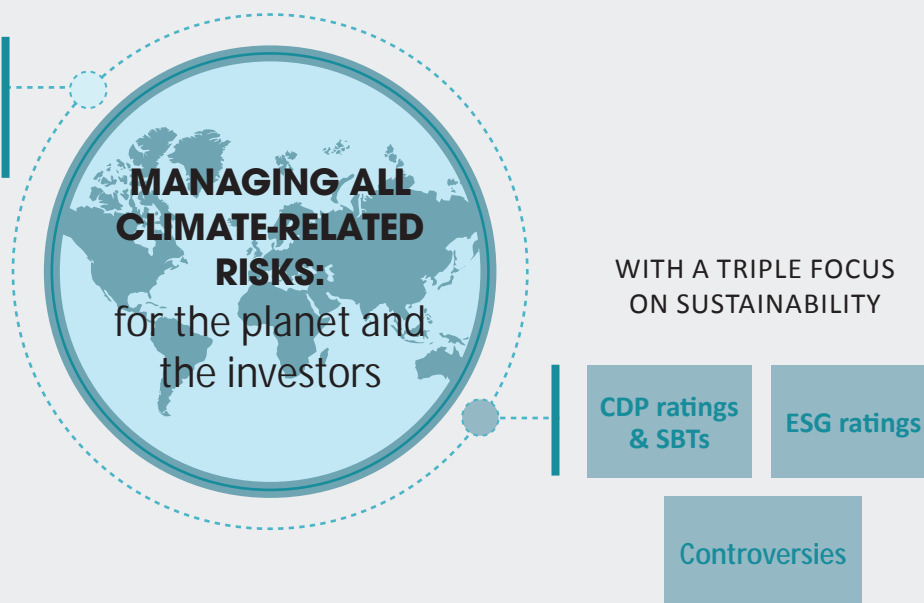 MANAGING ALL
CLIMATE-RELATED
RISKS:
for the planet and
the investors
WITH A TRIPLE FOCUS
ON SUSTAINABILITY
CDP ratings
& SBTs
ESG ratings
Controversies